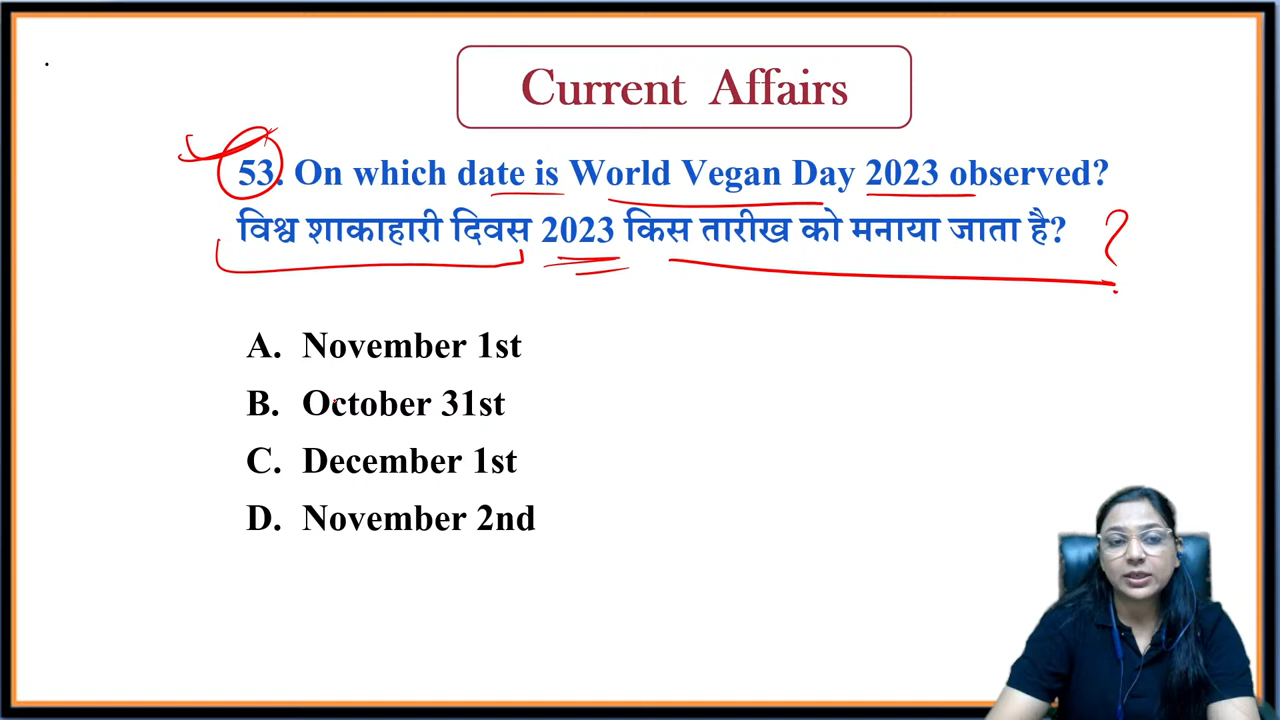 Current Affairs
53. On which date is World Vegan Day 2023 observed?
विश्व शाकाहारी दिवस 2023 किस तारीख को मनाया जाता है?
?
A. November 1st
B. October 31st
C. December 1st
D. November 2nd